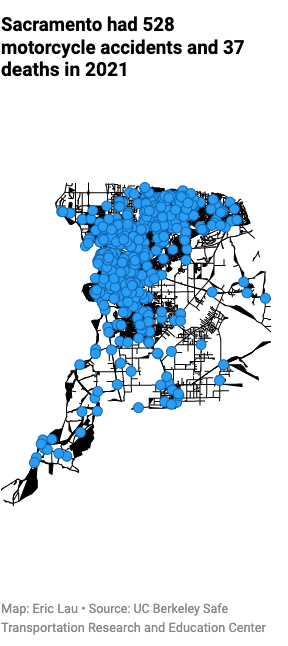 Sacramento had 528
motorcycle accidents and 37
deaths in 2021
Map: Eric Lau • Source: UC Berkeley Safe
Transportation Research and Education Center